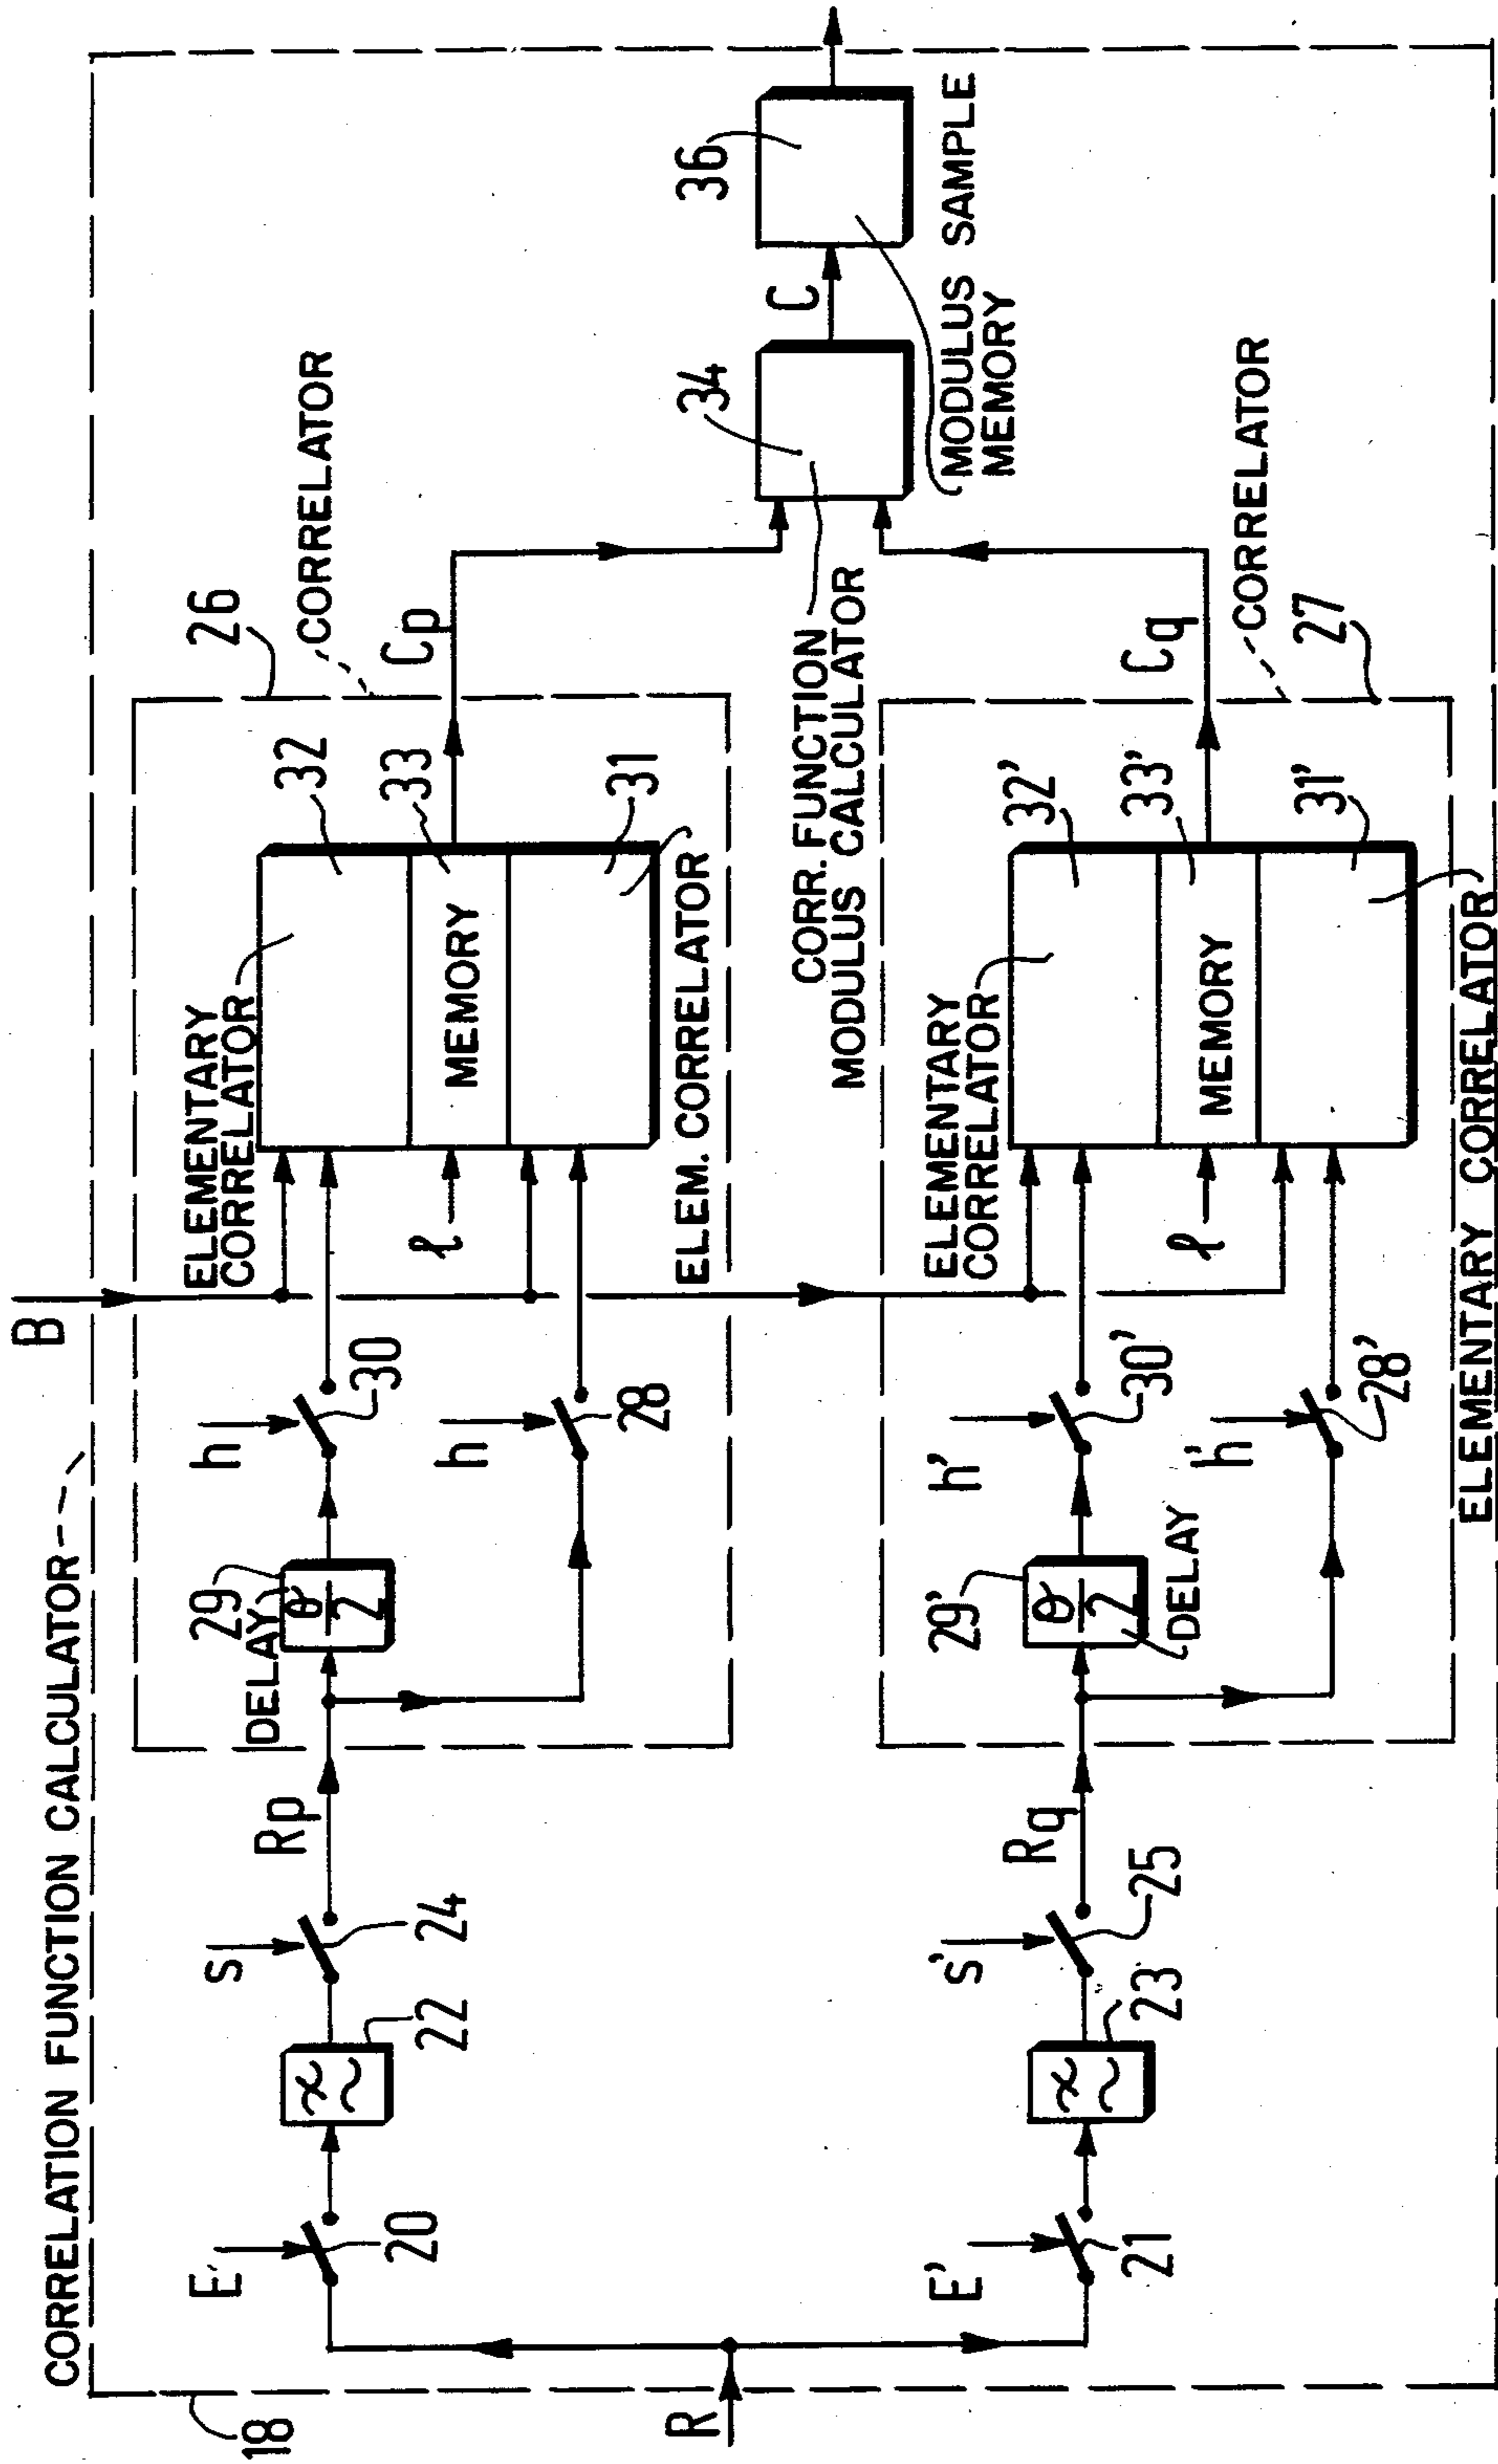 CORRELATION FUNCTION CALCULATOR
18
B
R
E
20
22
s
24
Rp
29
DELAY
θ/2
h
30
h
28
ELEMENTARY
CORRELATOR
32
MEMORY
33
ℓ
31
ELEM. CORRELATOR
26
CORRELATOR
Cp
34
CORR. FUNCTION
MODULUS CALCULATOR
C
36
MODULUS SAMPLE
MEMORY
E'
21
23
s'
25
Rq
29'
θ/2
DELAY
h'
30'
h'
28'
ELEMENTARY
CORRELATOR
32'
MEMORY
33'
ℓ
31'
ELEMENTARY CORRELATOR
Cq
CORRELATOR
27